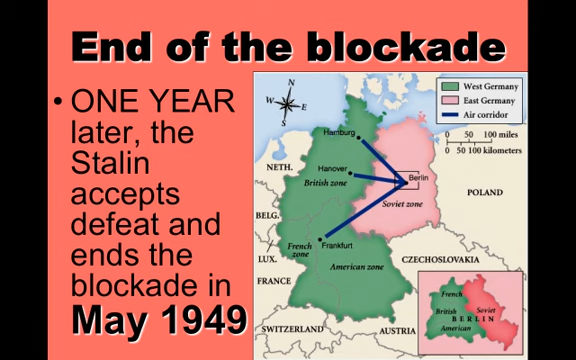 End of the blockade
• ONE YEAR
later, the
Stalin
accepts
defeat and
ends the
blockade in
May 1949
N
W
E
S
West Germany
East Germany
Air corridor
0 50 100 miles
0 50 100 kilometers
Hamburg
Hanover
British zone
Berlin
Soviet zone
NETH.
POLAND
BELG.
LUX.
French
zone
Frankfurt
American zone
CZECHOSLOVAKIA
FRANCE
SWITZERLAND
AUSTRIA
French
British
Soviet
BERLIN
American